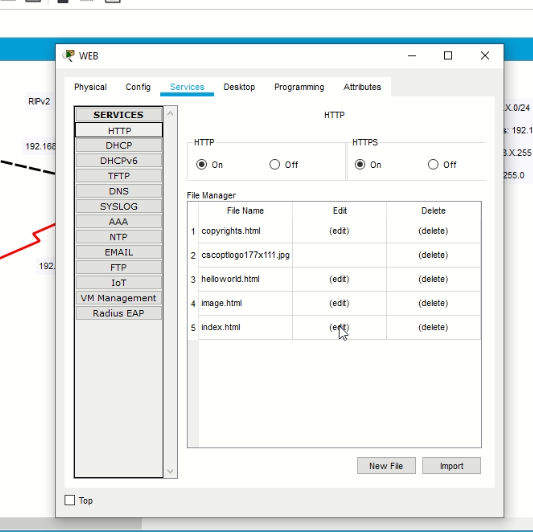 WEB
Physical Config Services Desktop Programming Attributes
SERVICES
HTTP
DHCP
DHCPv6
TFTP
DNS
SYSLOG
AAA
NTP
EMAIL
FTP
IoT
VM Management
Radius EAP
HTTP
HTTP
On Off
HTTPS
On Off
File Manager
File Name Edit Delete
1 copyrights.html (edit) (delete)
2 cscoptlogo177x111.jpg (delete)
3 helloworld.html (edit) (delete)
4 image.html (edit) (delete)
5 index.html (edit) (delete)
New File Import
Top
RIPv2
192.168
192.
X.0/24
s: 192.1
3.X.255
255.0